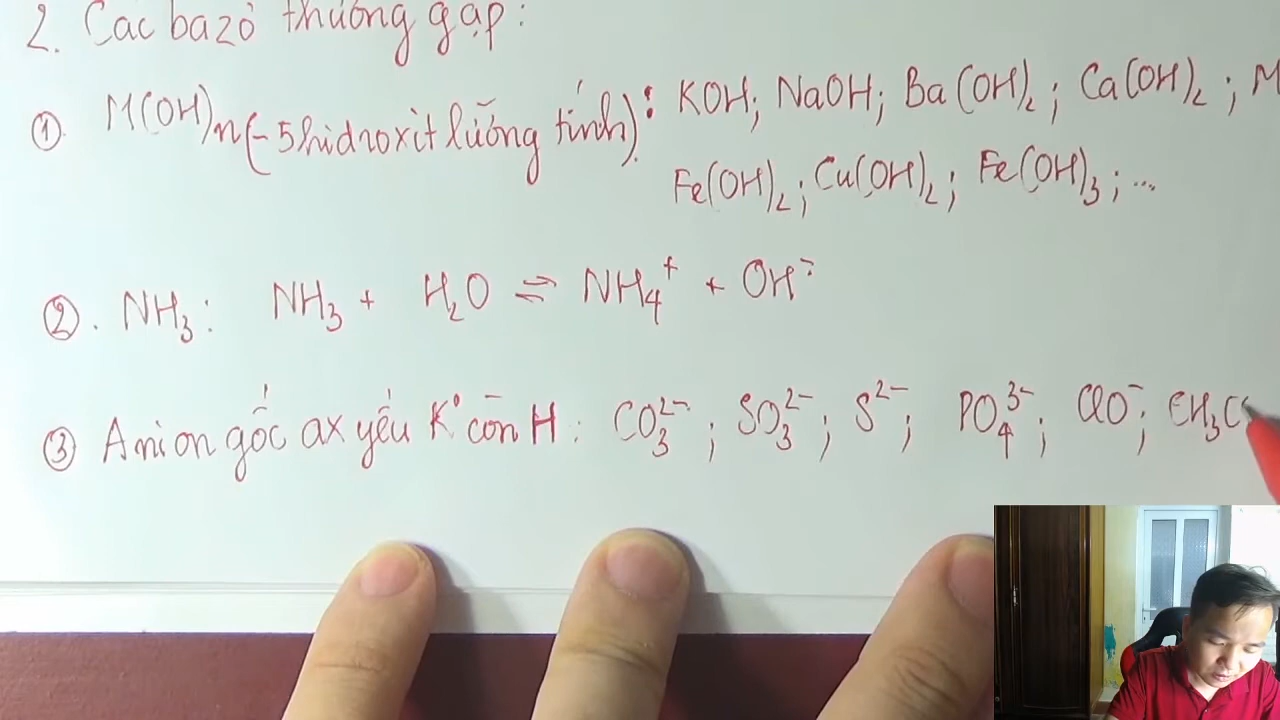 2. Các bazơ thường gặp:
① M(OH)n (- 5 hidroxit lưỡng tính): KOH; NaOH; Ba(OH)₂; Ca(OH)₂; M
Fe(OH)₂; Cu(OH)₂; Fe(OH)₃; ...
②. NH₃: NH₃ + H₂O ⇌ NH₄⁺ + OH⁻
③ Anion gốc ax yếu K° còn H: CO₃²⁻; SO₃²⁻; S²⁻; PO₄³⁻; ClO⁻; CH₃C